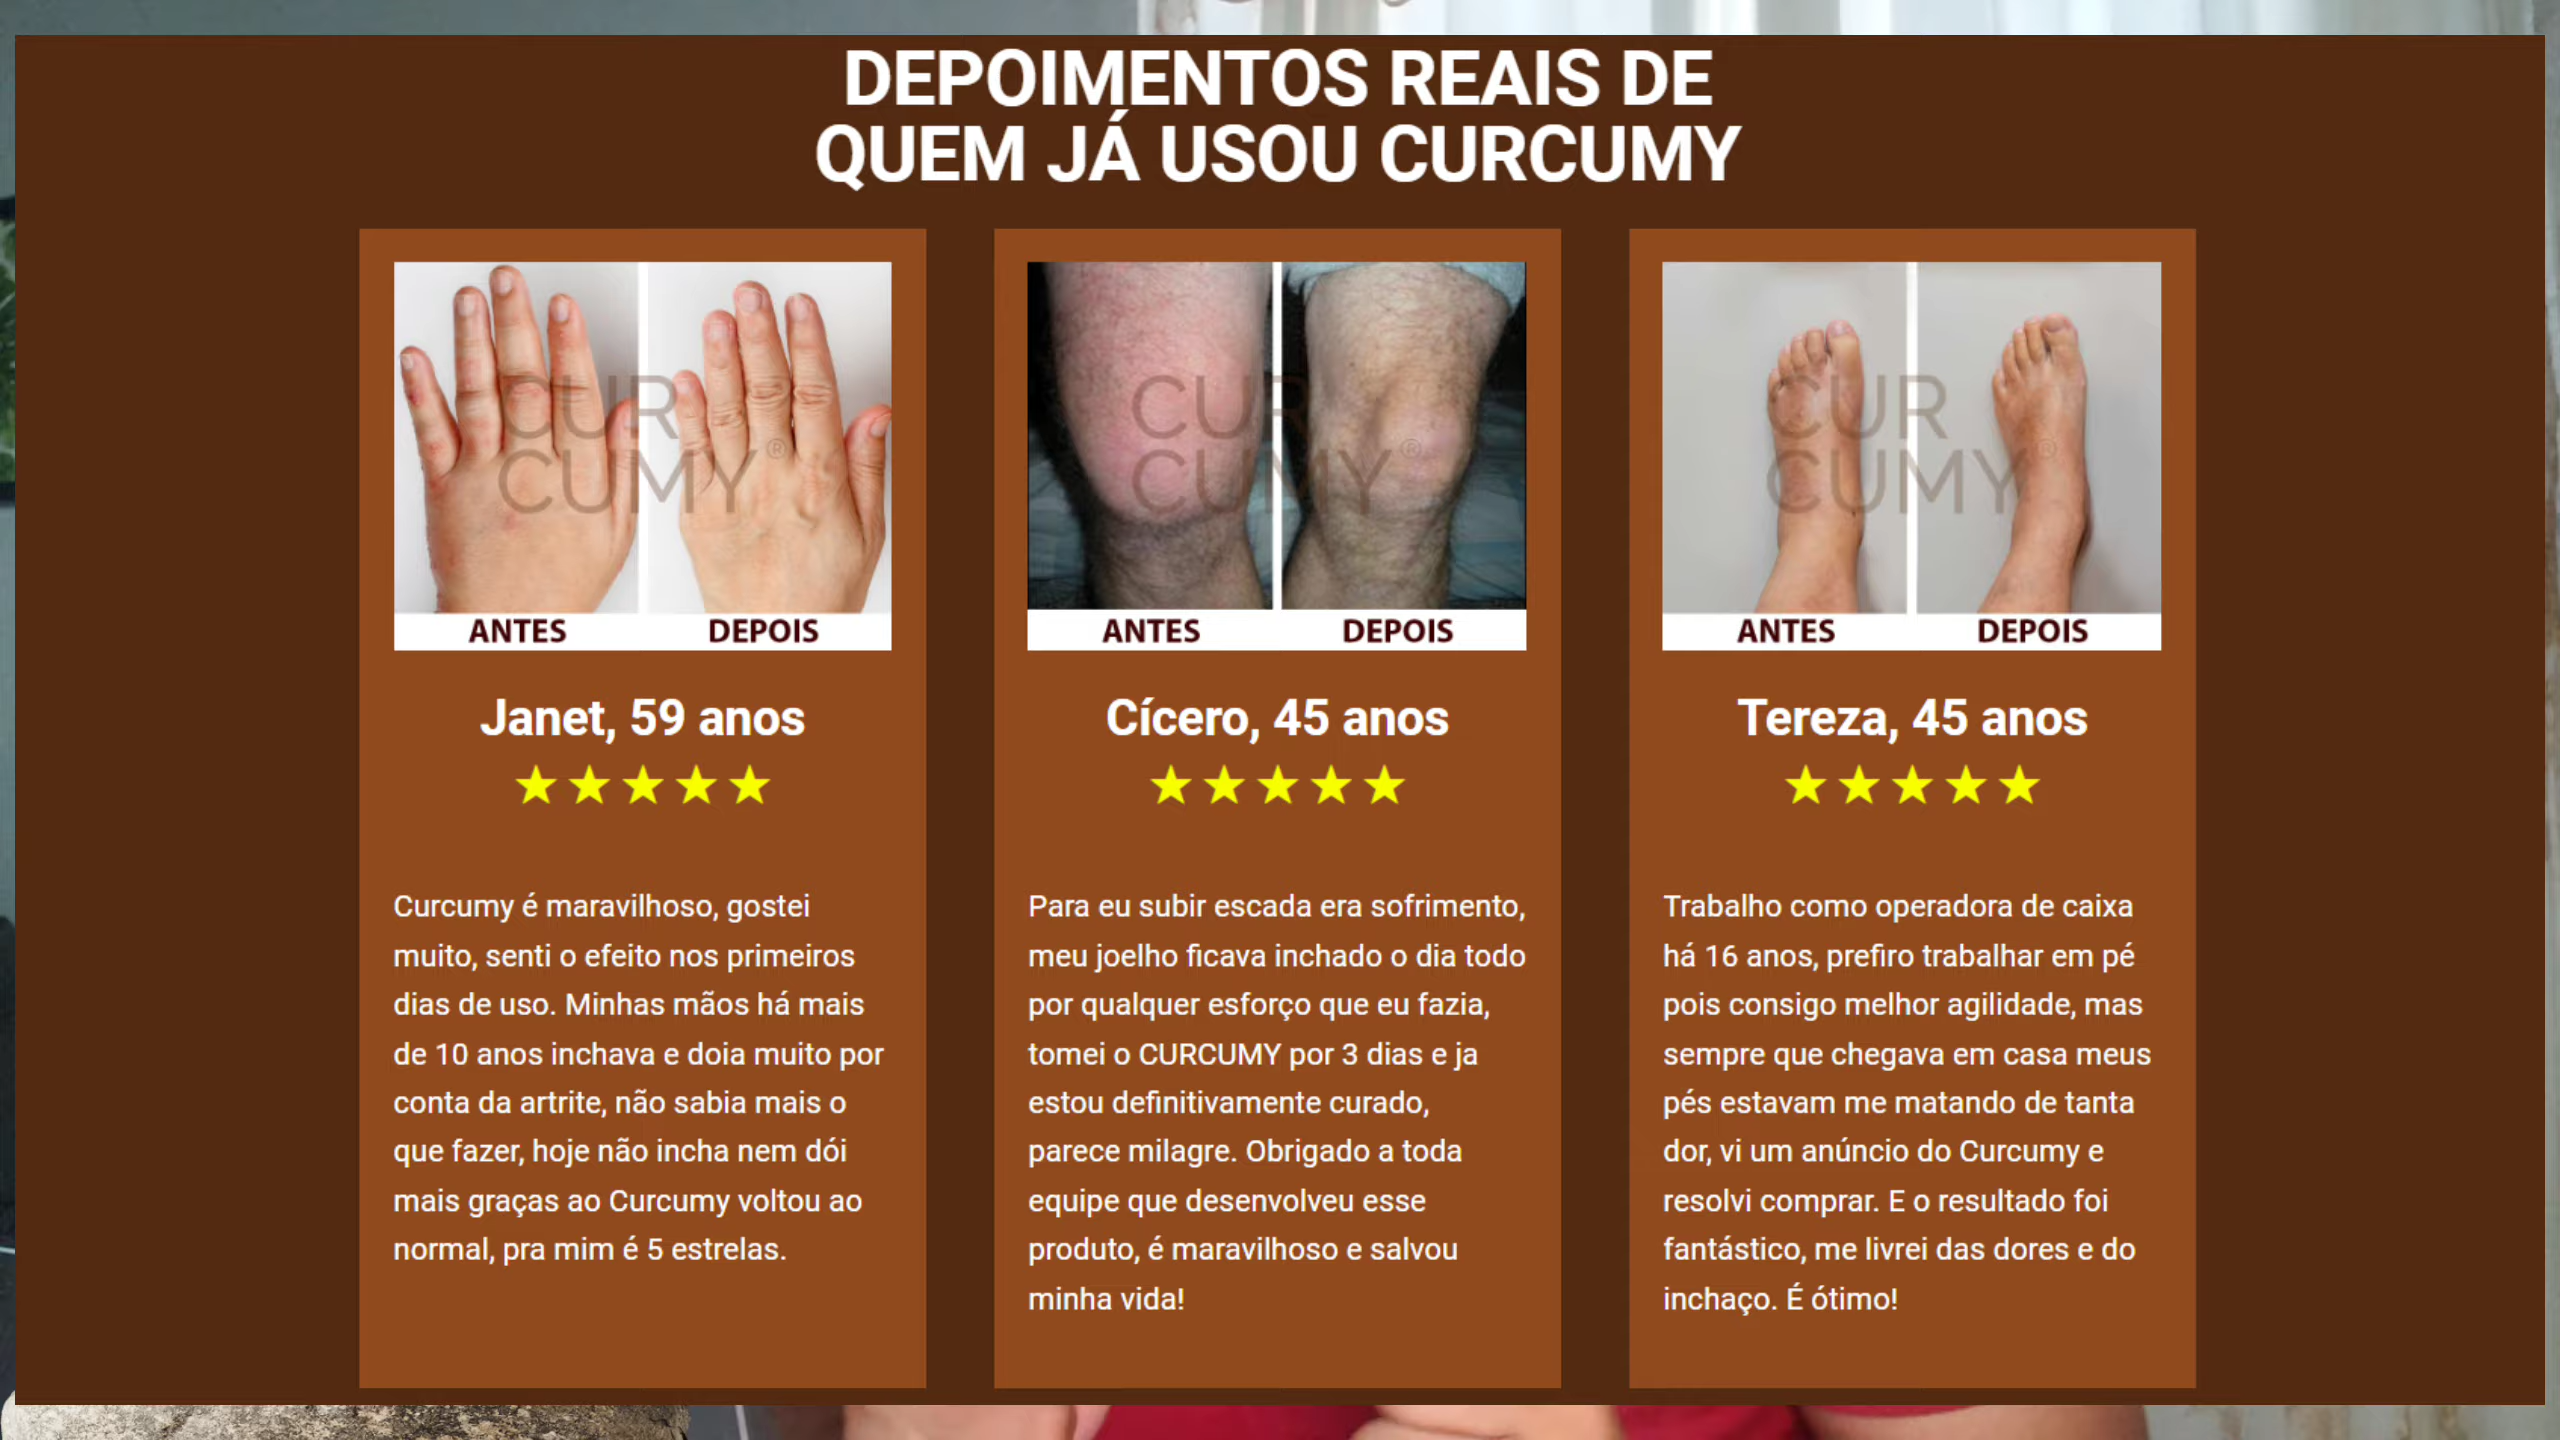 DEPOIMENTOS REAIS DE
QUEM JÁ USOU CURCUMY
CUR
CUMY®
ANTES DEPOIS
Janet, 59 anos
Curcumy é maravilhoso, gostei
muito, senti o efeito nos primeiros
dias de uso. Minhas mãos há mais
de 10 anos inchava e doia muito por
conta da artrite, não sabia mais o
que fazer, hoje não incha nem dói
mais graças ao Curcumy voltou ao
normal, pra mim é 5 estrelas.
CUR
CUMY®
ANTES DEPOIS
Cícero, 45 anos
Para eu subir escada era sofrimento,
meu joelho ficava inchado o dia todo
por qualquer esforço que eu fazia,
tomei o CURCUMY por 3 dias e ja
estou definitivamente curado,
parece milagre. Obrigado a toda
equipe que desenvolveu esse
produto, é maravilhoso e salvou
minha vida!
CUR
CUMY®
ANTES DEPOIS
Tereza, 45 anos
Trabalho como operadora de caixa
há 16 anos, prefiro trabalhar em pé
pois consigo melhor agilidade, mas
sempre que chegava em casa meus
pés estavam me matando de tanta
dor, vi um anúncio do Curcumy e
resolvi comprar. E o resultado foi
fantástico, me livrei das dores e do
inchaço. É ótimo!